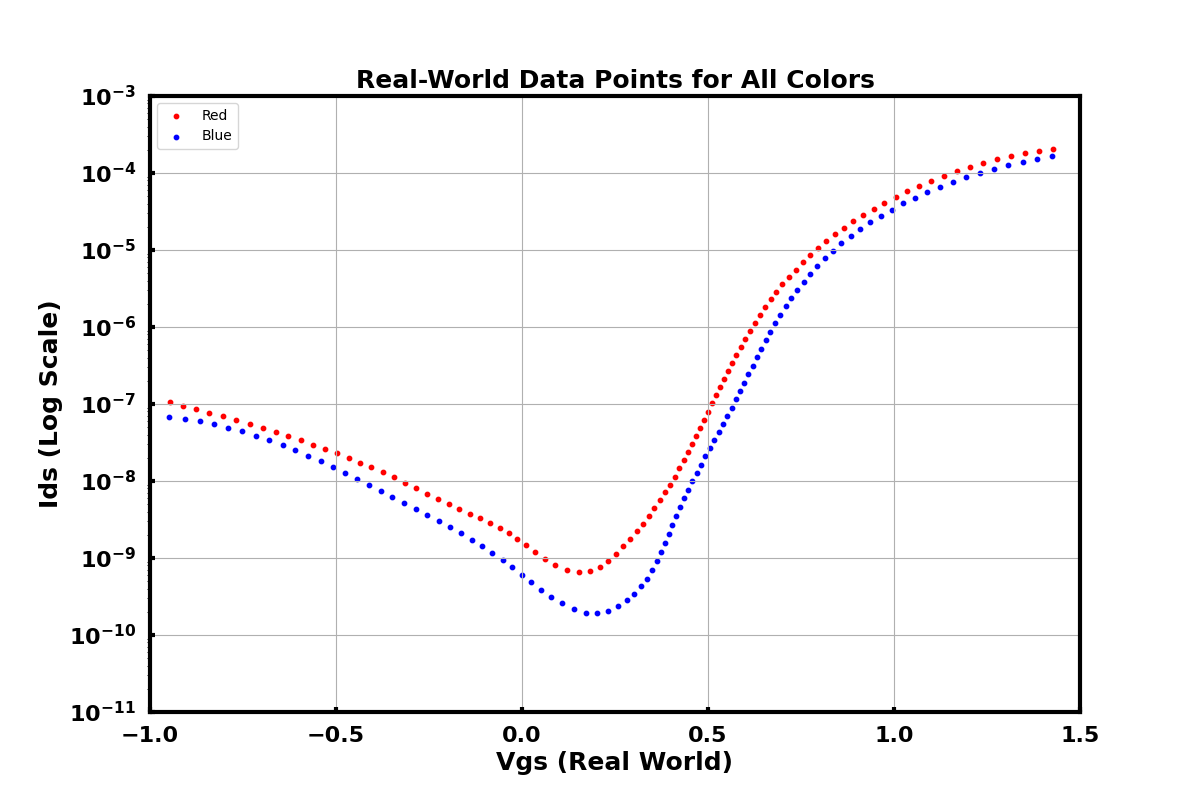 Real-World Data Points for All Colors
Red
Blue
10⁻³
10⁻⁴
10⁻⁵
10⁻⁶
10⁻⁷
10⁻⁸
10⁻⁹
10⁻¹⁰
10⁻¹¹
Ids (Log Scale)
−1.0 −0.5 0.0 0.5 1.0 1.5
Vgs (Real World)